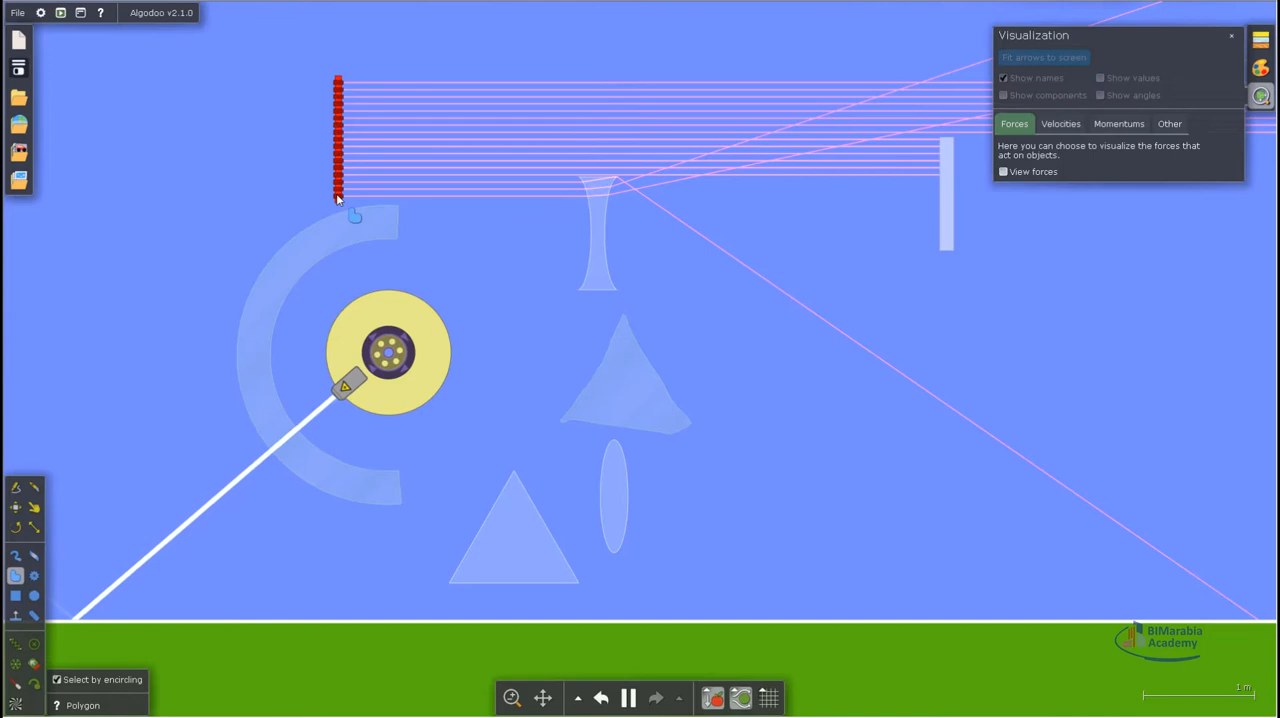 File
?
Algodoo v2.1.0
Visualization
×
Fit arrows to screen
Show names
Show values
Show components
Show angles
Forces
Velocities
Momentums
Other
Here you can choose to visualize the forces that
act on objects.
View forces
BIMarabia
Academy
Select by encircling
? Polygon
1 m